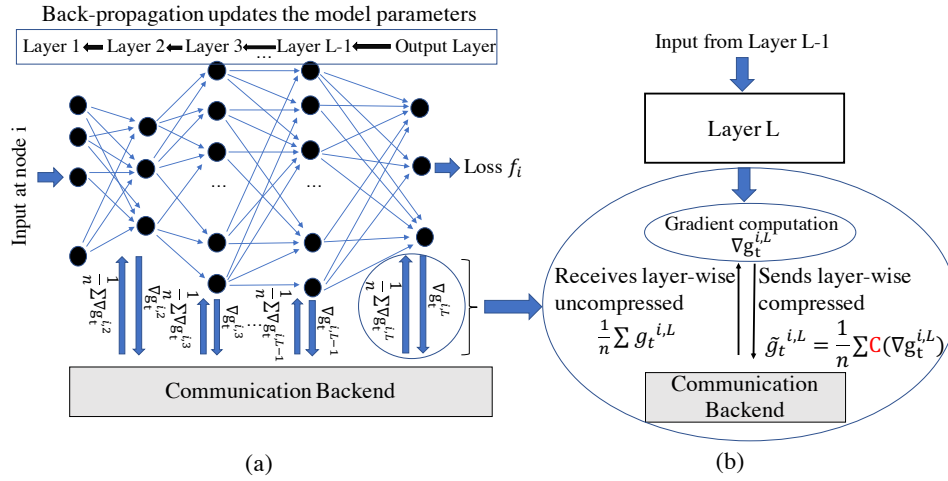 Back-propagation updates the model parameters
Layer 1 Layer 2 Layer 3 ... Layer L-1 Output Layer
Input at node i
... ...
Loss f_i
1/n ∑∇g_t^{i,2}
∇g_t^{i,2}
1/n ∑∇g_t^{i,3}
∇g_t^{i,3}
...
1/n ∑∇g_t^{i,L−1}
∇g_t^{i,L−1}
1/n ∑∇g_t^{i,L}
∇g_t^{i,L}
Communication Backend
(a)
Input from Layer L-1
Layer L
Gradient computation
∇g_t^{i,L}
Receives layer-wise
uncompressed
1/n ∑ g_t^{i,L}
Sends layer-wise
compressed
g̃_t^{i,L} = 1/n ∑C(∇g_t^{i,L})
Communication
Backend
(b)